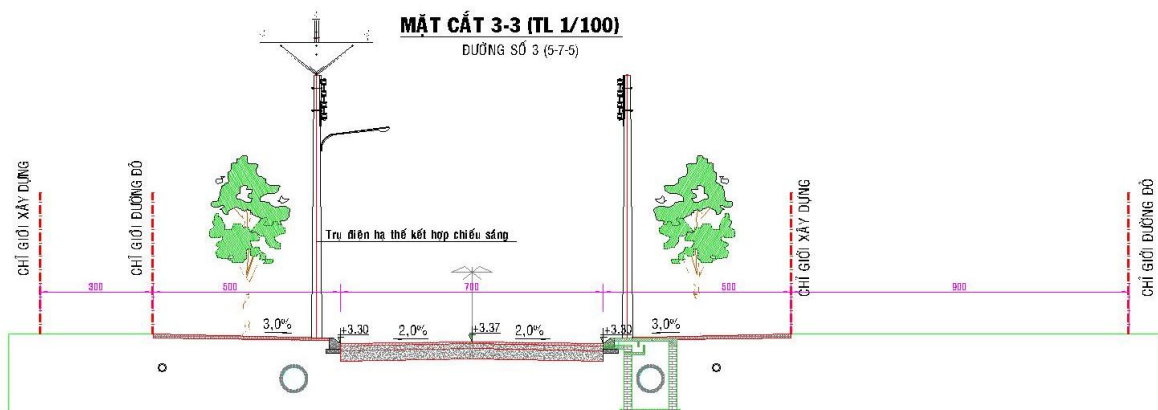 MẶT CẮT 3-3 (TL 1/100)
ĐƯỜNG SỐ 3 (5-7-5)
CHỈ GIỚI XÂY DỰNG
CHỈ GIỚI ĐƯỜNG ĐỎ
Trụ điện hạ thế kết hợp chiếu sáng
CHỈ GIỚI XÂY DỰNG
CHỈ GIỚI ĐƯỜNG ĐỎ
300 500 700 500 900
3,0% +3.30 2,0% +3.37 2,0% +3.30 3,0%